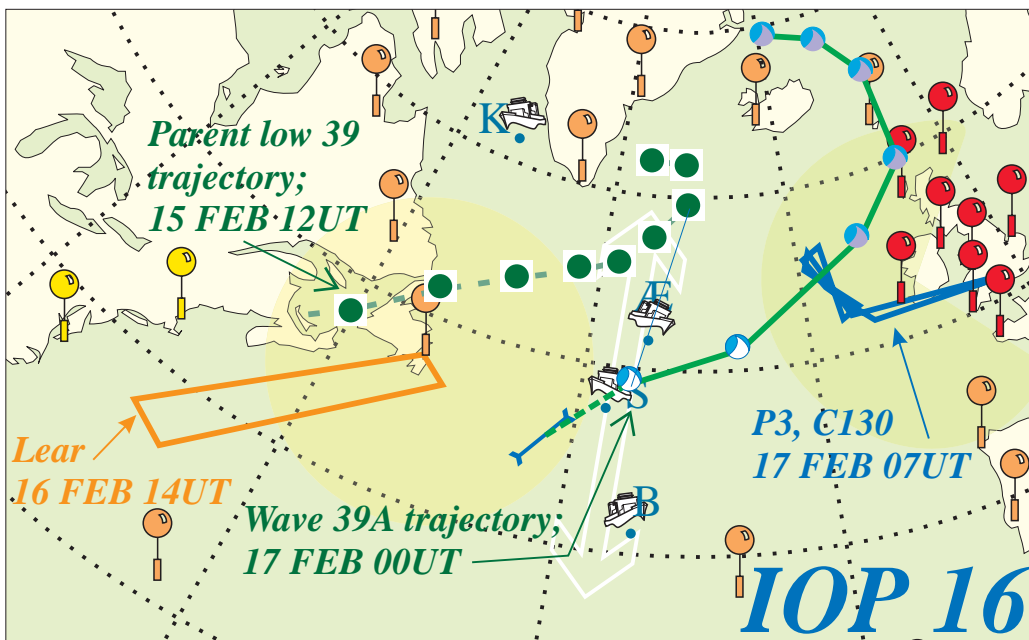 K
Parent low 39
trajectory;
15 FEB 12UT
Æ
S
P3, C130
17 FEB 07UT
Lear
16 FEB 14UT
Wave 39A trajectory;
17 FEB 00UT
B
IOP 16